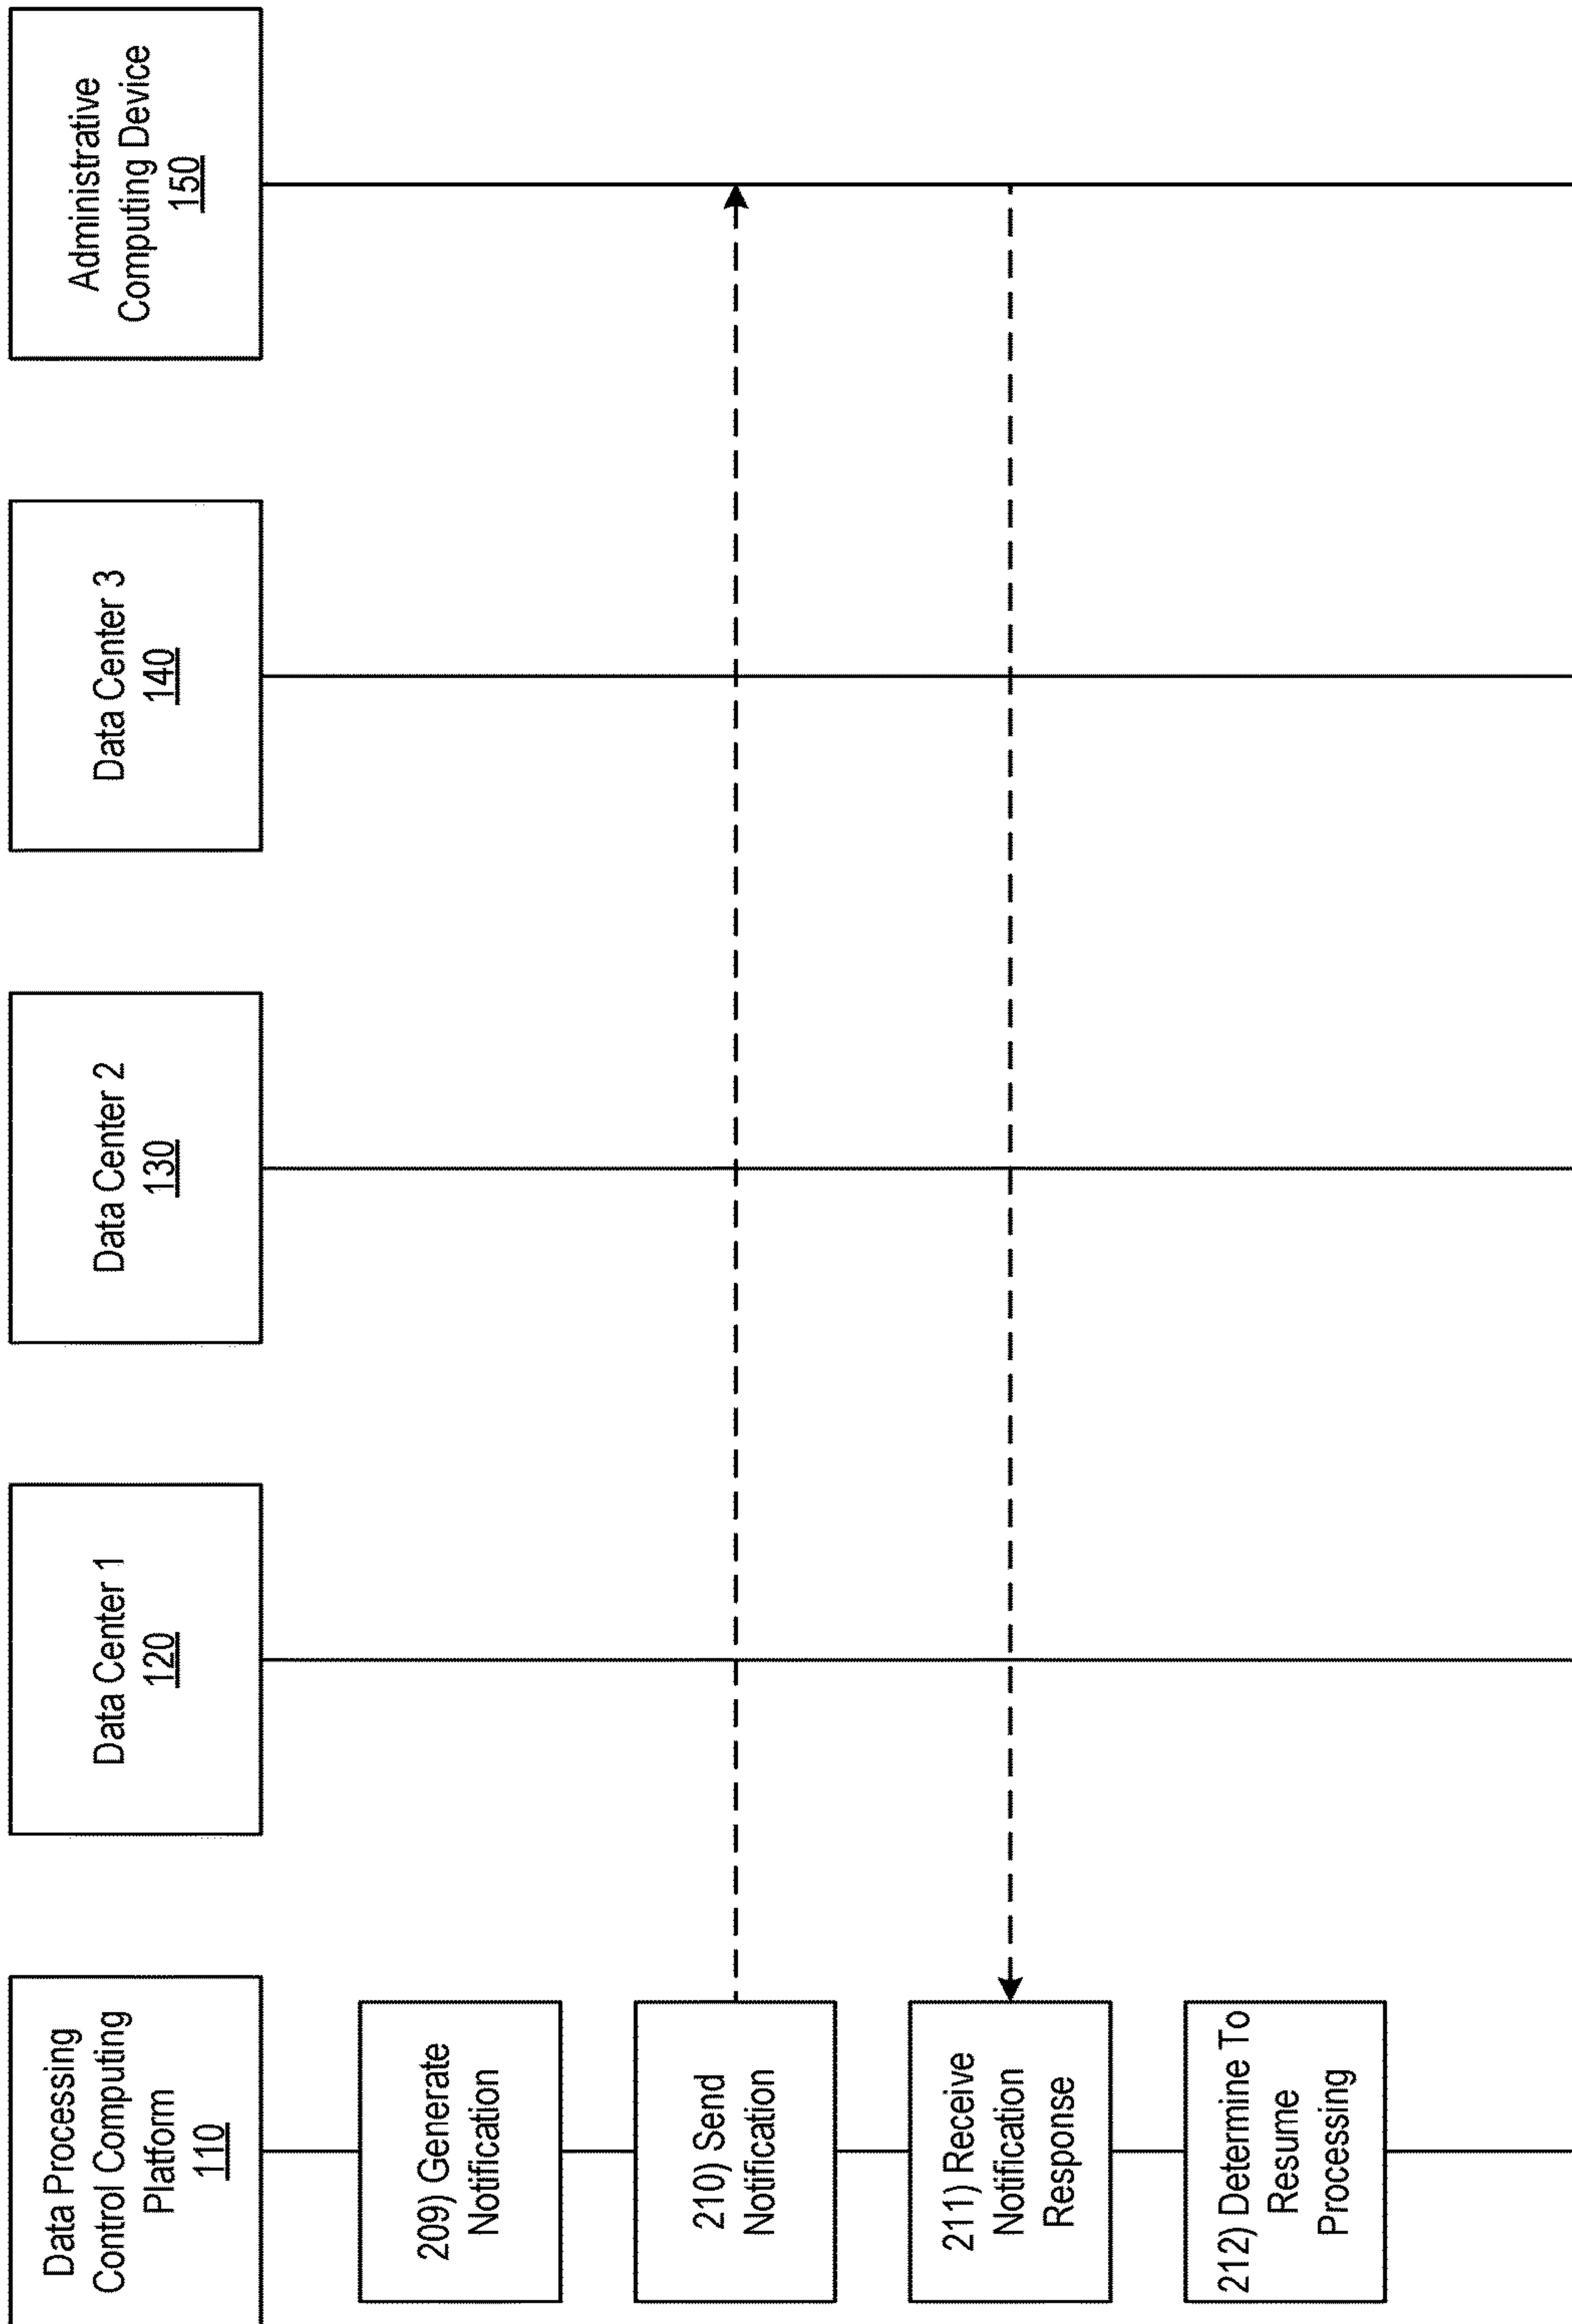 Data Processing
Control Computing
Platform
110
Data Center 1
120
Data Center 2
130
Data Center 3
140
Administrative
Computing Device
150
209) Generate
Notification
210) Send
Notification
211) Receive
Notification
Response
212) Determine To
Resume
Processing